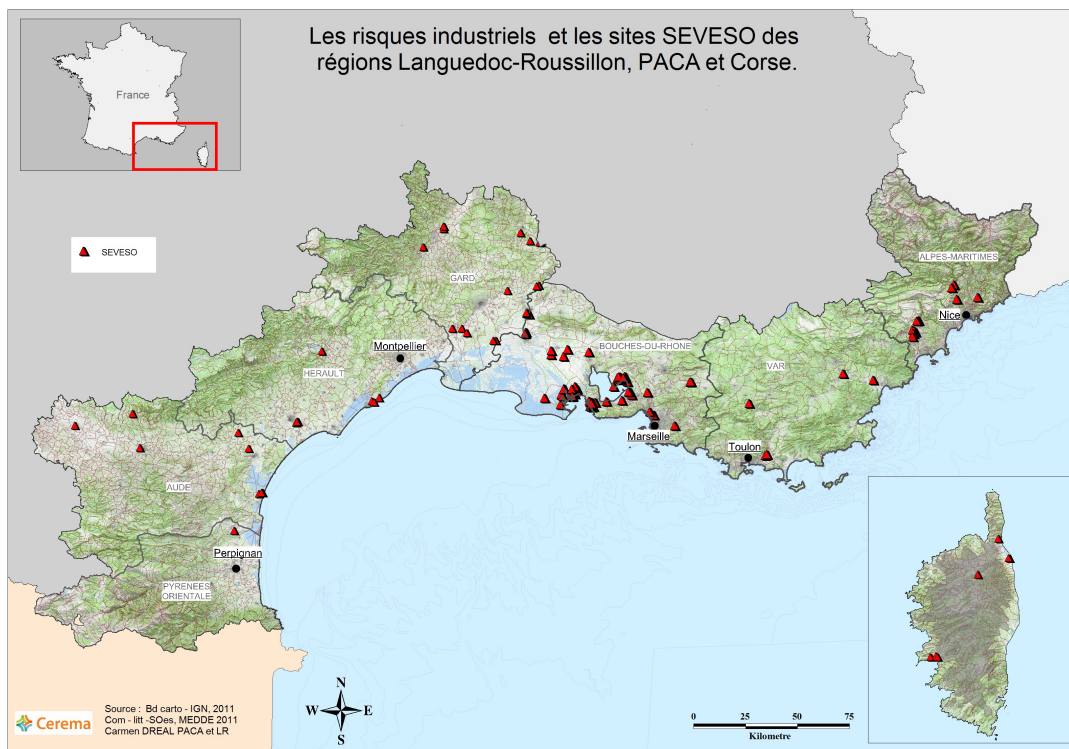 Les risques industriels et les sites SEVESO des
régions Languedoc-Roussillon, PACA et Corse.
France
SEVESO
ALPES-MARITIMES
GARD
Nice
Montpellier
BOUCHES-DU-RHONE
HERAULT
VAR
Marseille
Toulon
AUDE
Perpignan
PYRENEES
ORIENTALE
N
W E
S
Cerema
Source : Bd carto - IGN, 2011
Com - litt -SOes, MEDDE 2011
Carmen DREAL PACA et LR
0 25 50 75
Kilometre